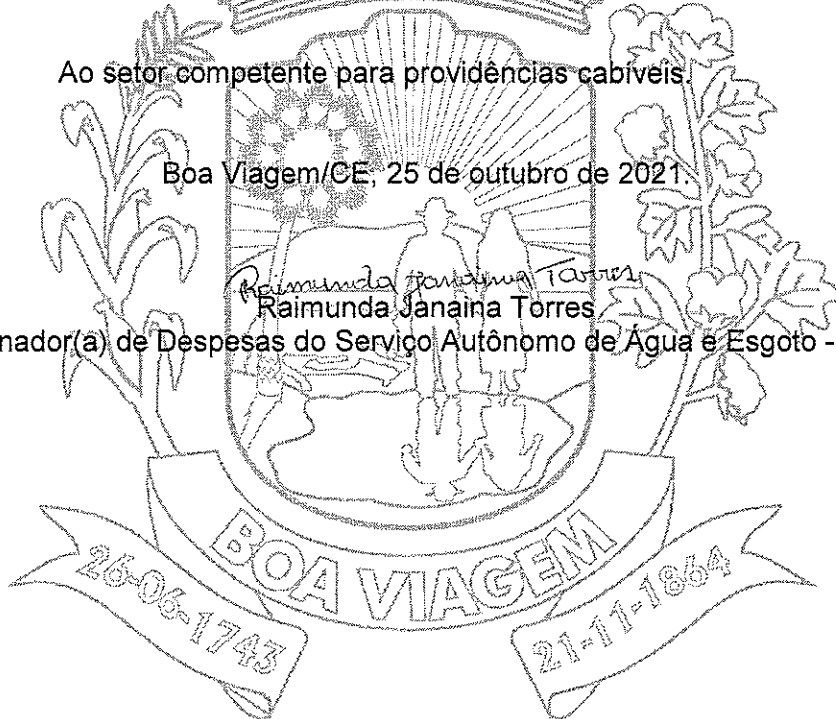 Ao setor competente para providências cabíveis.
Boa Viagem/CE, 25 de outubro de 2021.
Raimunda Janaina Torres
Raimunda Janaina Torres
nador(a) de Despesas do Serviço Autônomo de Água e Esgoto -
BOA VIAGEM
26-06-1743
21-11-1864